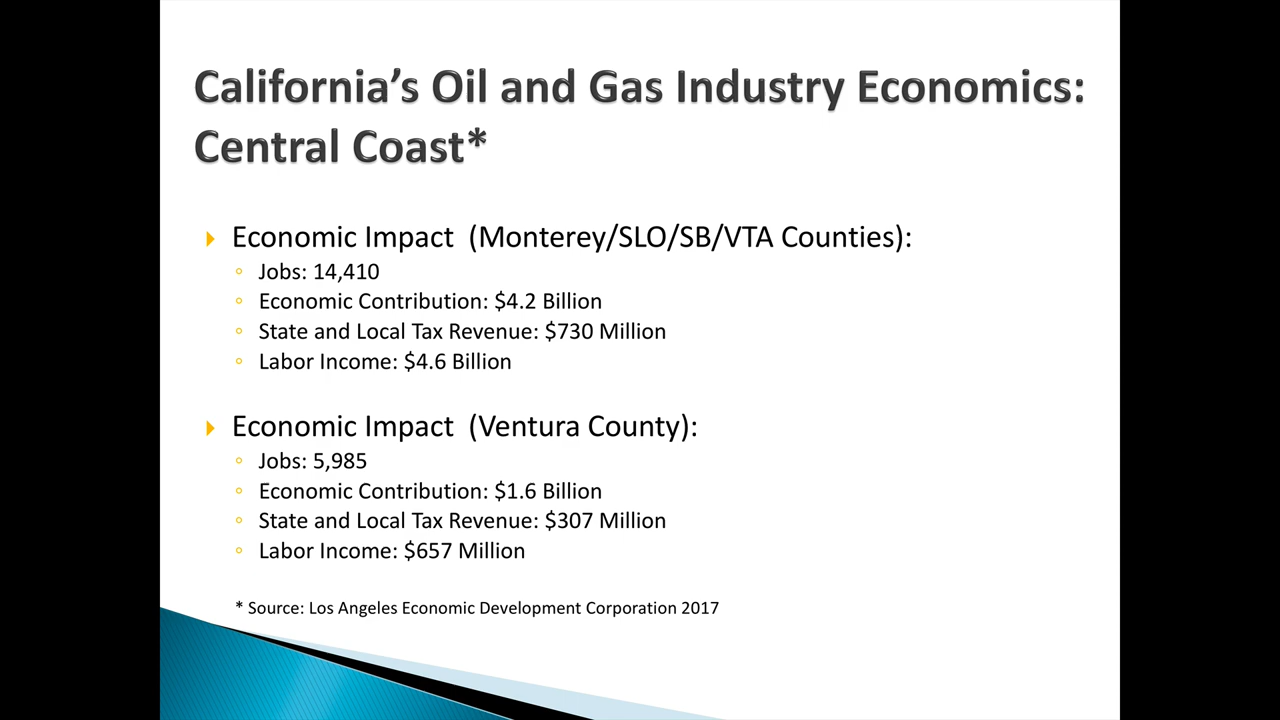 California’s Oil and Gas Industry Economics:
Central Coast*
Economic Impact (Monterey/SLO/SB/VTA Counties):
Jobs: 14,410
Economic Contribution: $4.2 Billion
State and Local Tax Revenue: $730 Million
Labor Income: $4.6 Billion
Economic Impact (Ventura County):
Jobs: 5,985
Economic Contribution: $1.6 Billion
State and Local Tax Revenue: $307 Million
Labor Income: $657 Million
* Source: Los Angeles Economic Development Corporation 2017